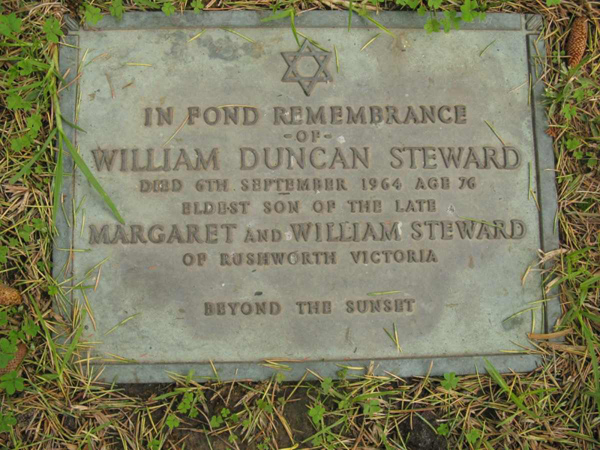 IN FOND REMEMBRANCE
-OF-
WILLIAM DUNCAN STEWARD
DIED 6TH SEPTEMBER 1964 AGE 76
ELDEST SON OF THE LATE
MARGARET AND WILLIAM STEWARD
OF RUSHWORTH VICTORIA
BEYOND THE SUNSET